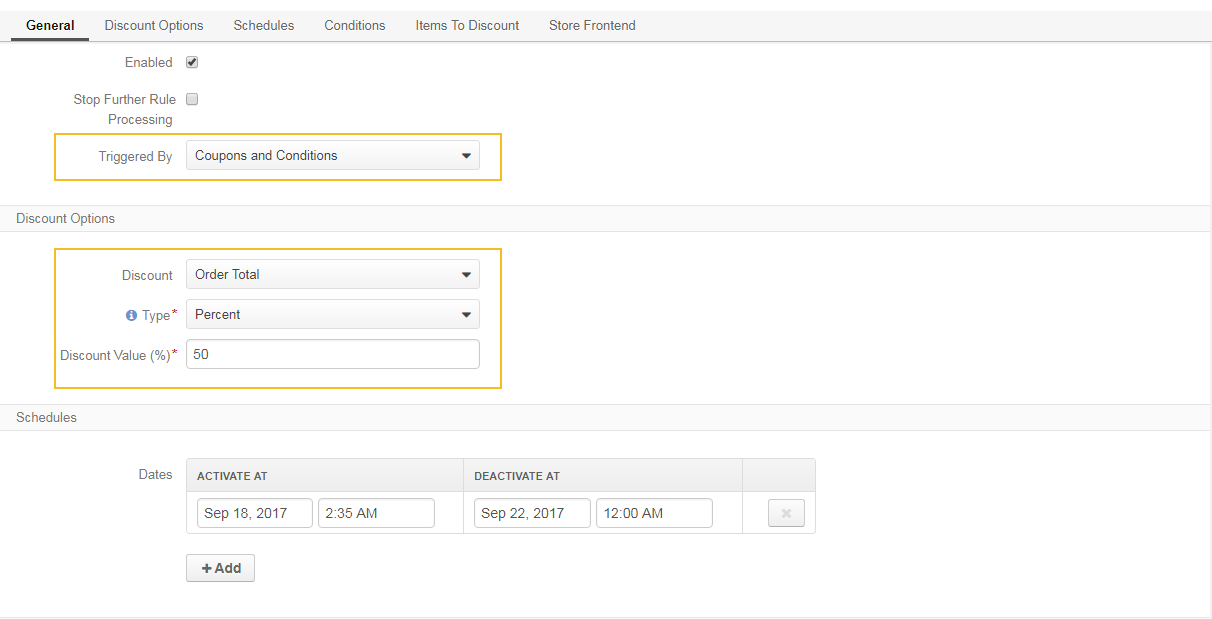 General Discount Options Schedules Conditions Items To Discount Store Frontend
Enabled
Stop Further Rule
Processing
Triggered By Coupons and Conditions
Discount Options
Discount Order Total
Type* Percent
Discount Value (%)* 50
Schedules
Dates ACTIVATE AT DEACTIVATE AT
Sep 18, 2017 2:35 AM Sep 22, 2017 12:00 AM
+ Add